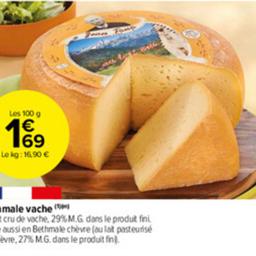 Les 100 g
1€69
Le kg: 16,90 €
male vache
t cru de vache, 29% M.G. dans le produit fini.
e aussi en Bethmale chèvre (au lait pasteurisé
èvre, 27% M.G. dans le produit fini).